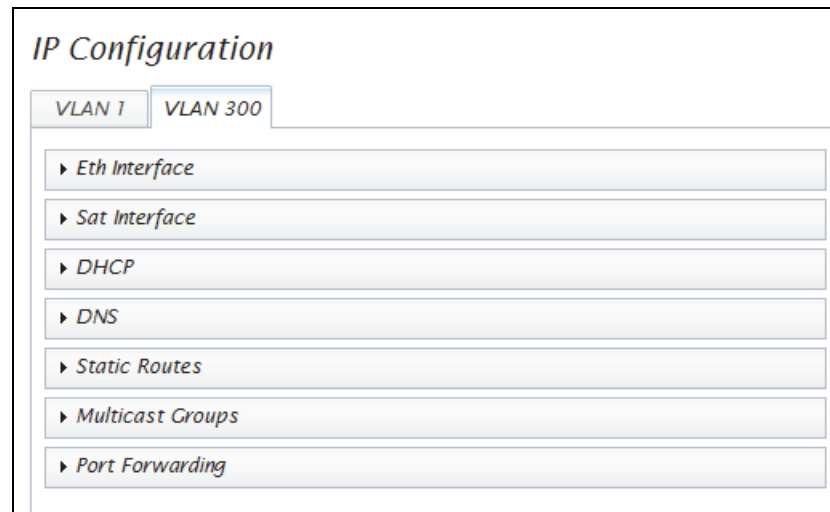 IP Configuration
VLAN 1 VLAN 300
Eth Interface
Sat Interface
DHCP
DNS
Static Routes
Multicast Groups
Port Forwarding